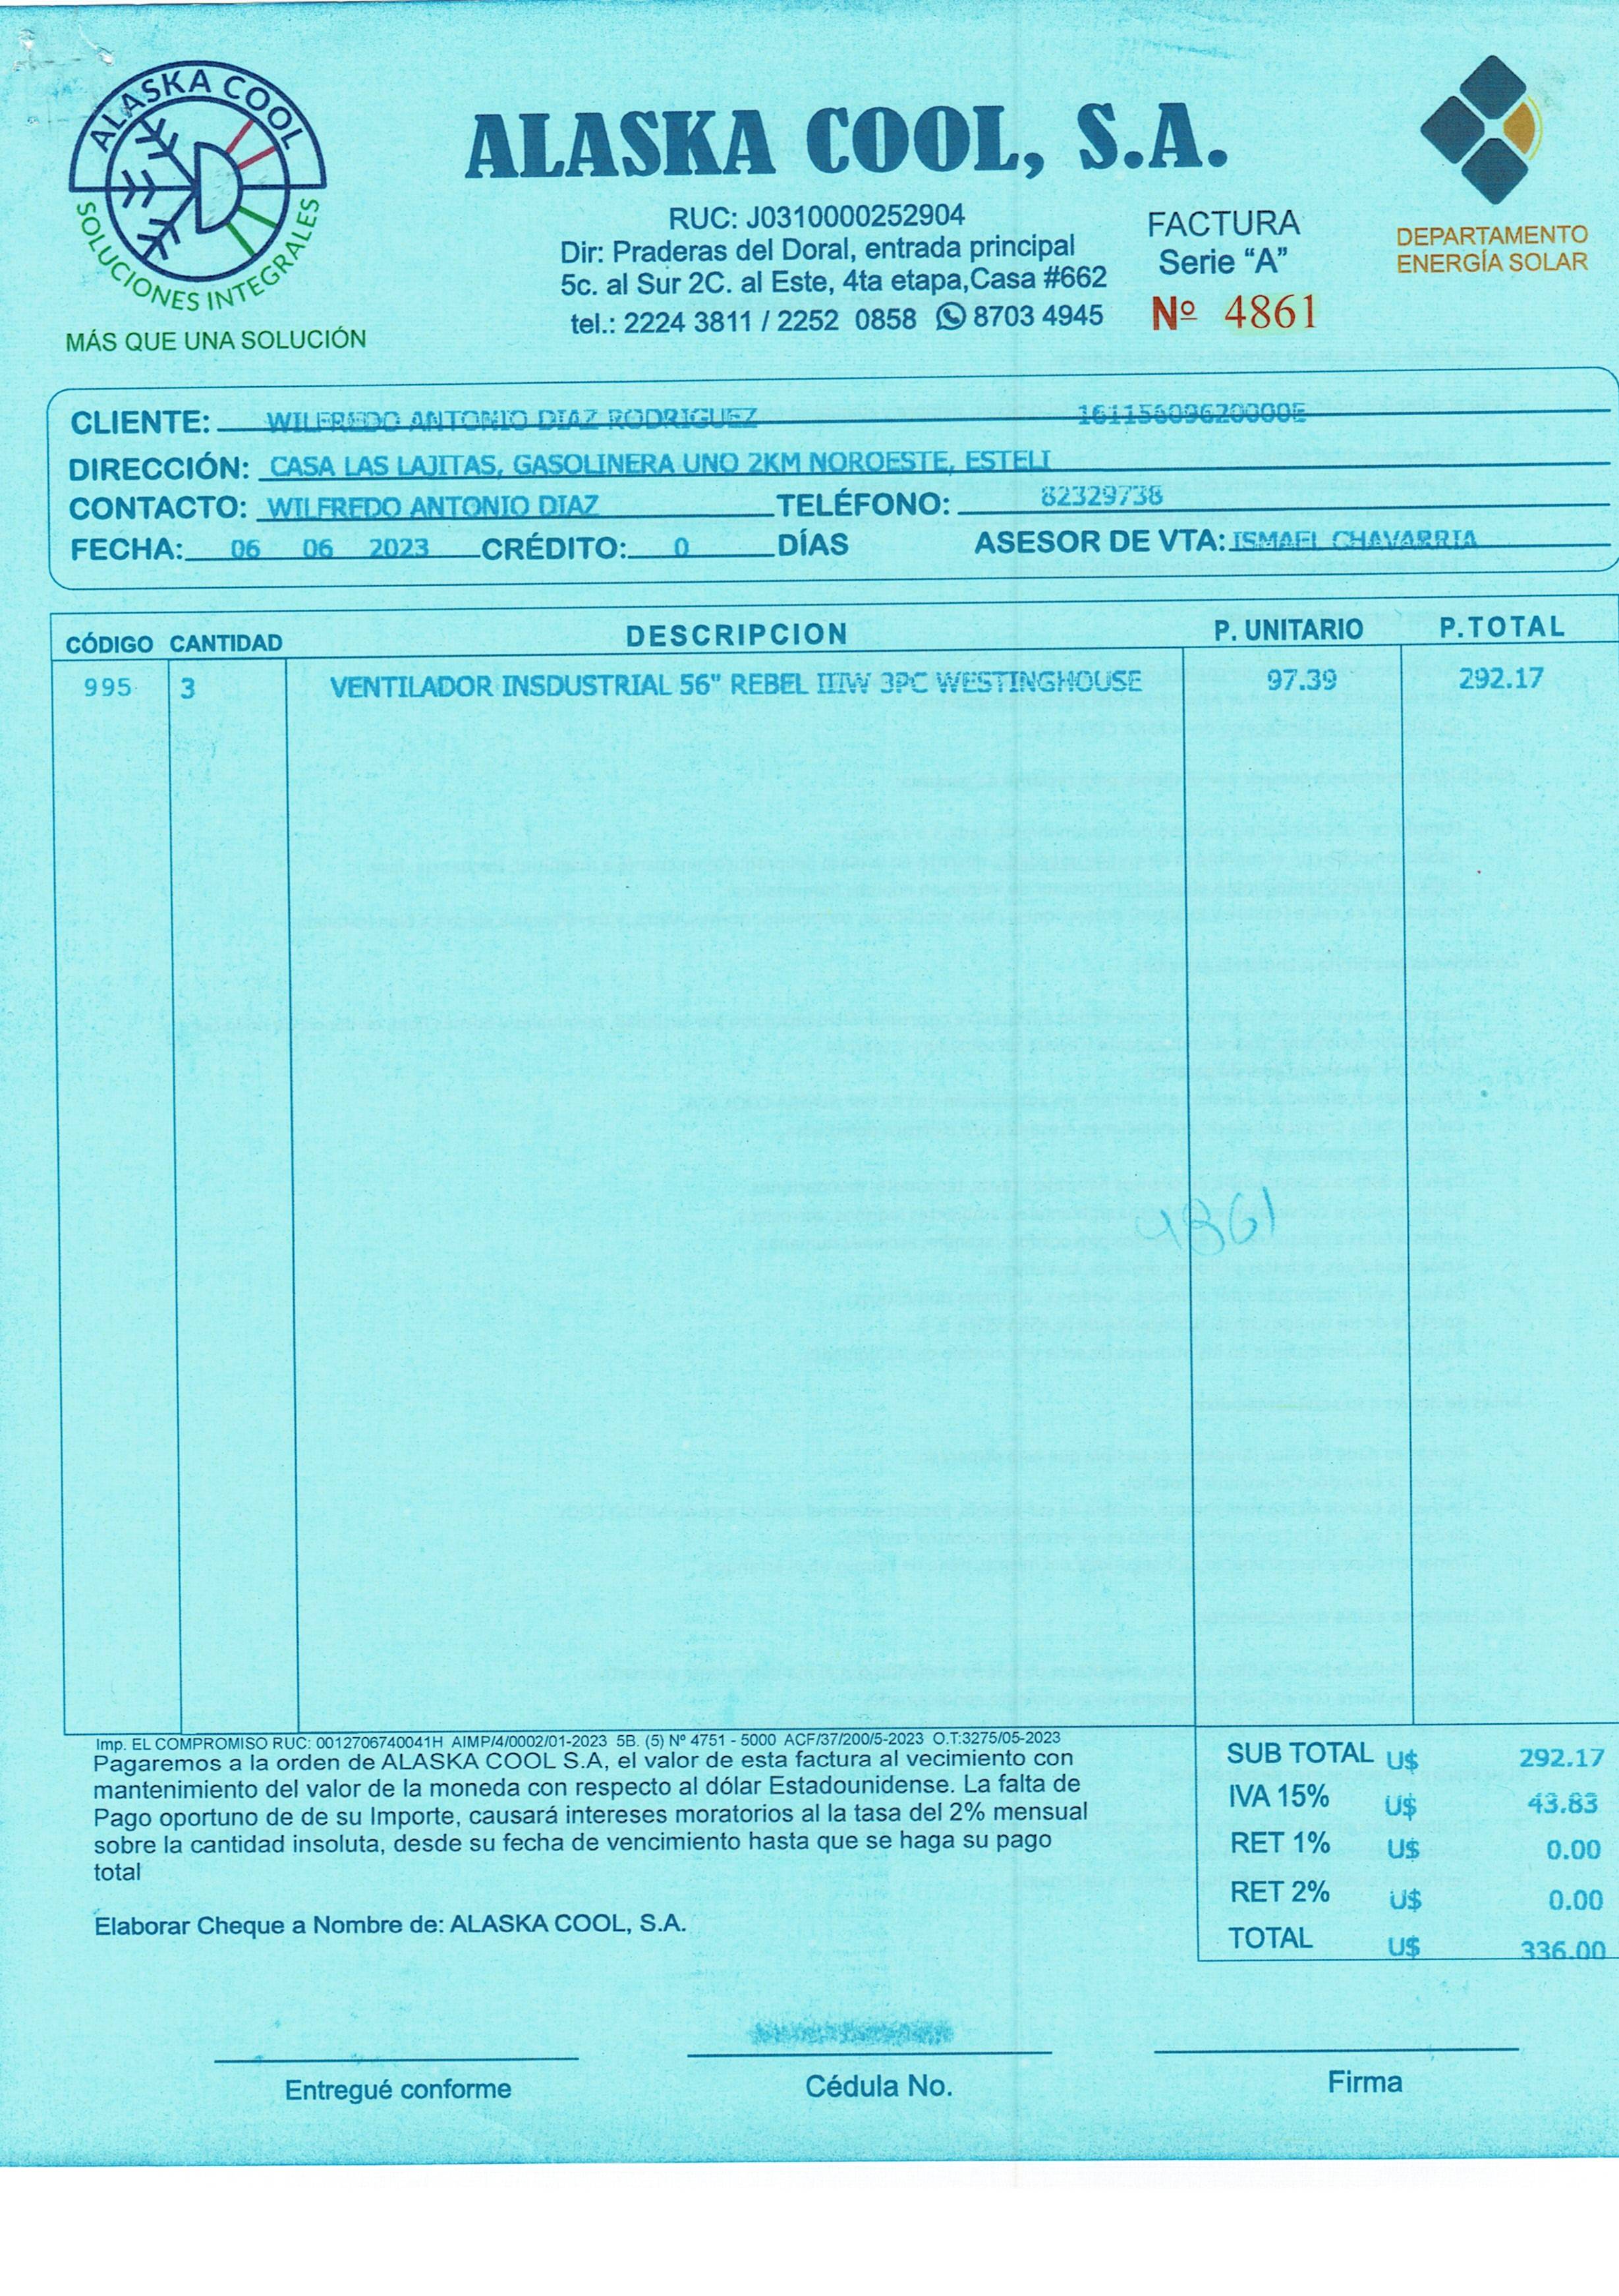 ALASKA COOL
SOLUCIONES INTEGRALES
MÁS QUE UNA SOLUCIÓN
ALASKA COOL, S.A.
RUC: J0310000252904
Dir: Praderas del Doral, entrada principal
5c. al Sur 2C. al Este, 4ta etapa,Casa #662
tel.: 2224 3811 / 2252 0858 8703 4945
FACTURA
Serie “A”
Nº 4861
DEPARTAMENTO
ENERGÍA SOLAR
CLIENTE: WILFREDO ANTONIO DIAZ RODRIGUEZ 16115609620000E
DIRECCIÓN: CASA LAS LAJITAS, GASOLINERA UNO 2KM NOROESTE, ESTELI
CONTACTO: WILFREDO ANTONIO DIAZ TELÉFONO: 82329738
FECHA: 06 06 2023 CRÉDITO: 0 DÍAS ASESOR DE VTA: ISMAEL CHAVARRIA
CÓDIGO CANTIDAD DESCRIPCION P. UNITARIO P.TOTAL
995 3 VENTILADOR INSDUSTRIAL 56" REBEL IIIW 3PC WESTINGHOUSE 97.39 292.17
4861
Imp. EL COMPROMISO RUC: 0012706740041H AIMP/4/0002/01-2023 5B. (5) Nº 4751 - 5000 ACF/37/200/5-2023 O.T:3275/05-2023
Pagaremos a la orden de ALASKA COOL S.A, el valor de esta factura al vecimiento con
mantenimiento del valor de la moneda con respecto al dólar Estadounidense. La falta de
Pago oportuno de de su Importe, causará intereses moratorios al la tasa del 2% mensual
sobre la cantidad insoluta, desde su fecha de vencimiento hasta que se haga su pago
total
Elaborar Cheque a Nombre de: ALASKA COOL, S.A.
SUB TOTAL U$ 292.17
IVA 15% U$ 43.83
RET 1% U$ 0.00
RET 2% U$ 0.00
TOTAL U$ 336.00
Entregué conforme
Cédula No.
Firma